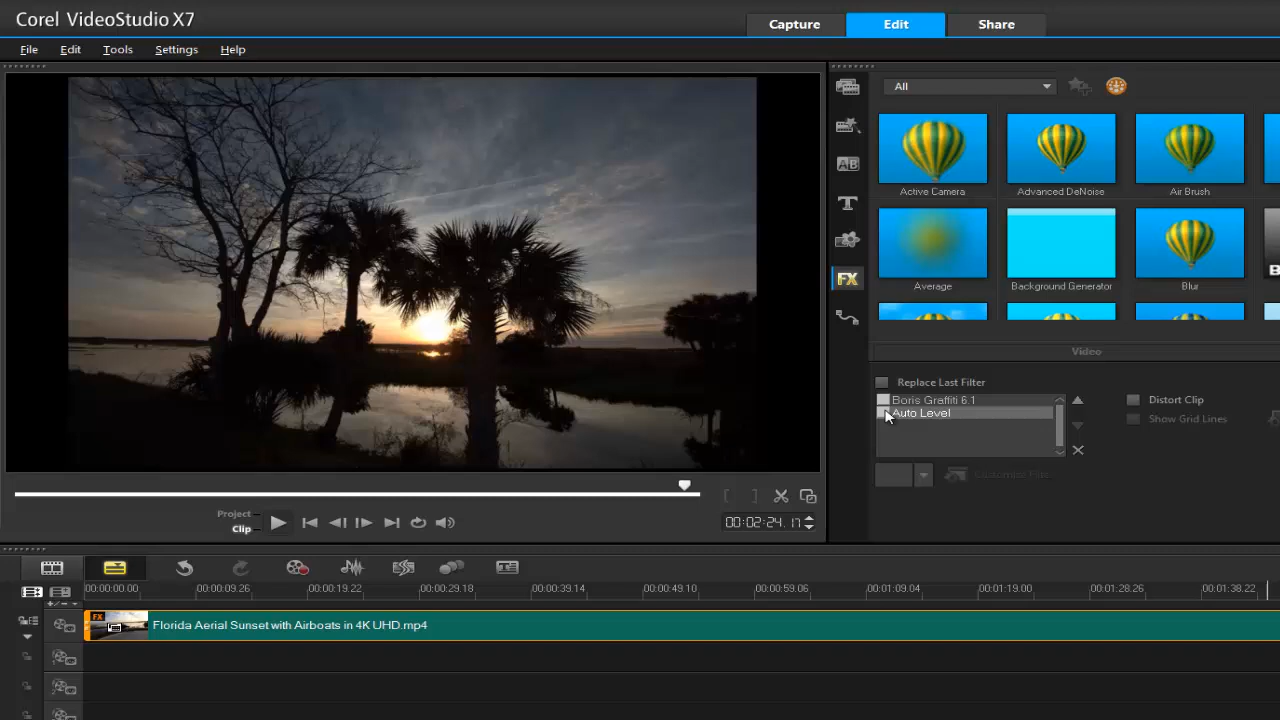 Corel VideoStudio X7
Capture
Edit
Share
File
Edit
Tools
Settings
Help
All
Active Camera
Advanced DeNoise
Air Brush
Average
Background Generator
Blur
Video
Replace Last Filter
Boris Graffiti 6.1
Auto Level
Distort Clip
Show Grid Lines
Customize Filter
Project
Clip
00:02:24.17
00:00:00.00
00:00:09.26
00:00:19.22
00:00:29.18
00:00:39.14
00:00:49.10
00:00:59.06
00:01:09.04
00:01:19.00
00:01:28.26
00:01:38.22
FX
Florida Aerial Sunset with Airboats in 4K UHD.mp4
AB
T
FX